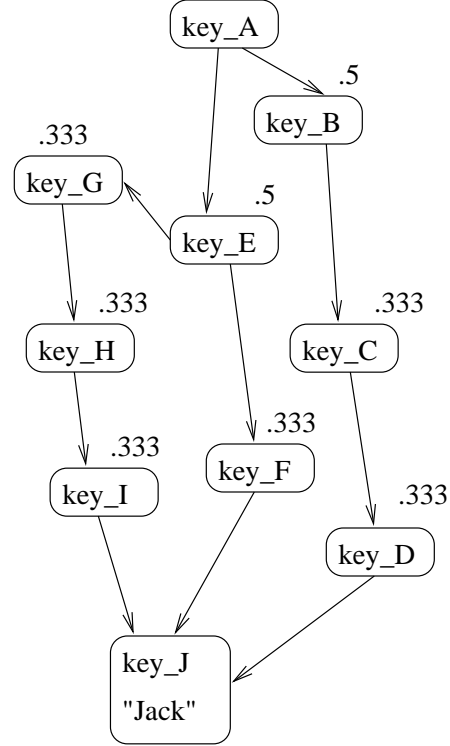 key_A
.5
key_B
.333
key_G
.5
key_E
.333
key_H
.333
key_C
.333
key_I
.333
key_F
.333
key_D
key_J
"Jack"